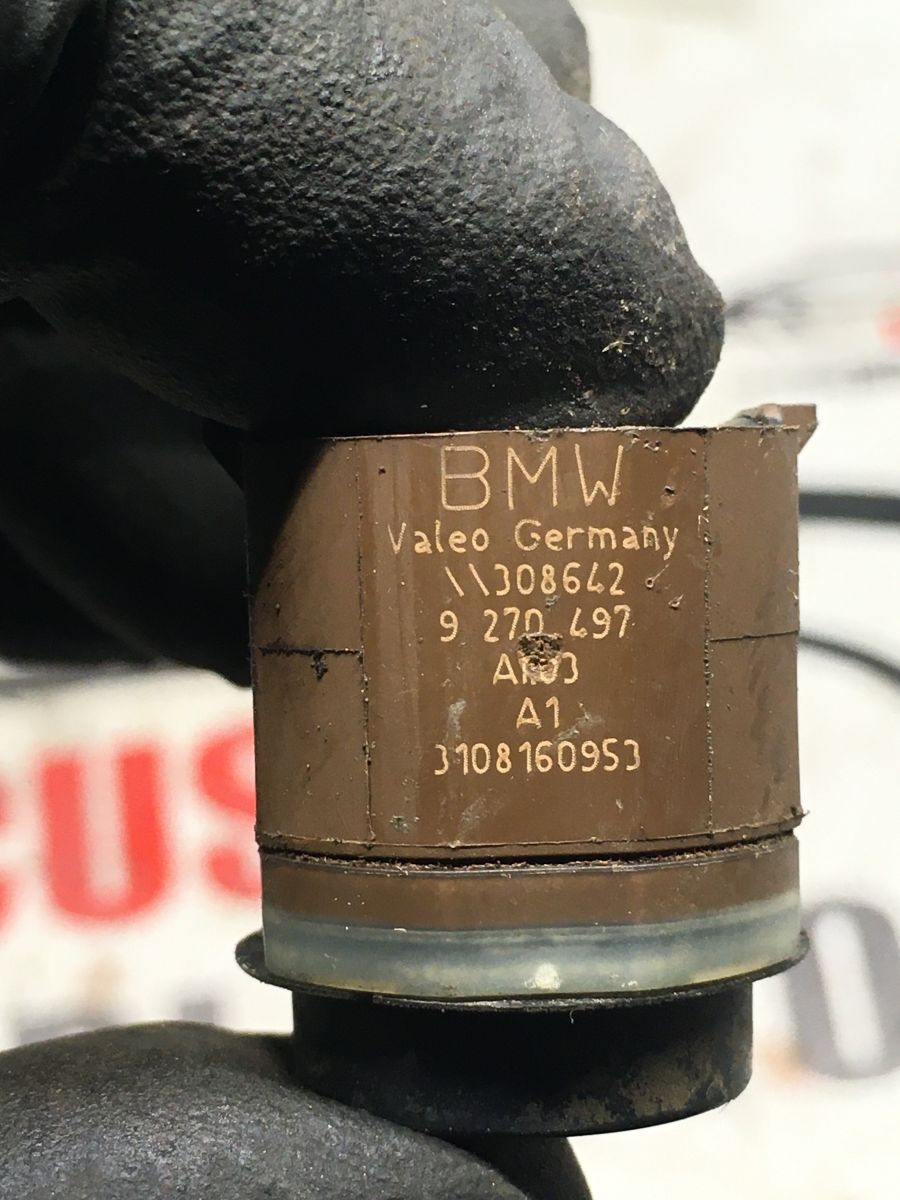 BMW
Valeo Germany
\\308642
9 270 497
A1
3108160953